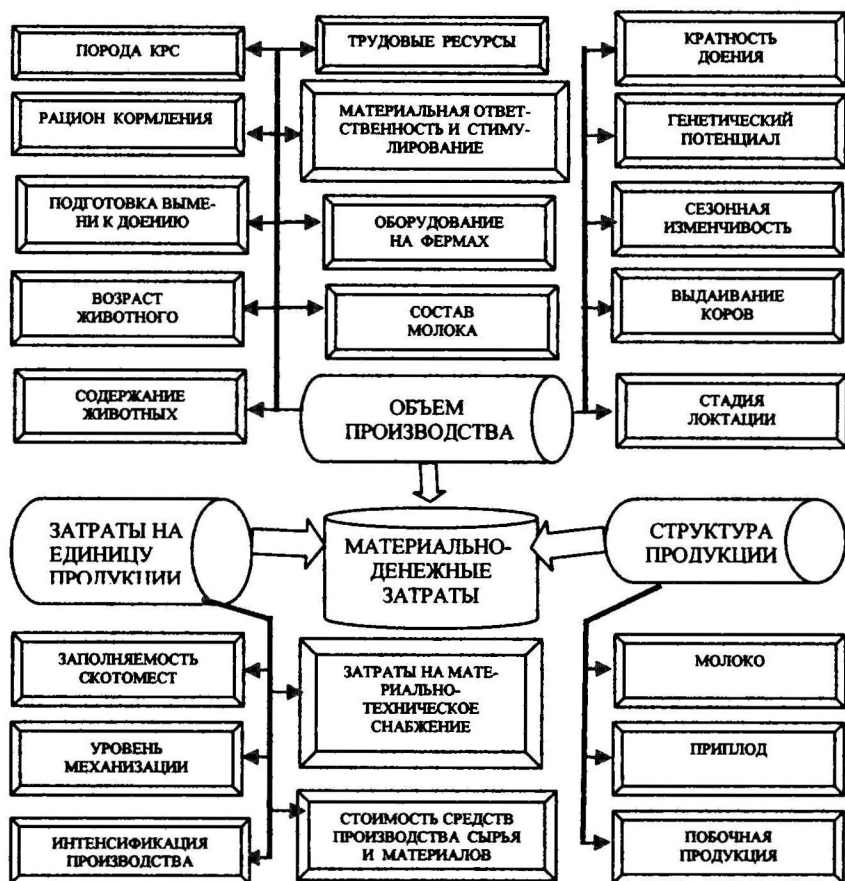 ПОРОДА КРС
ТРУДОВЫЕ РЕСУРСЫ
КРАТНОСТЬ
ДОЕНИЯ
РАЦИОН КОРМЛЕНИЯ
МАТЕРИАЛЬНАЯ ОТВЕТ-
СТВЕННОСТЬ И СТИМУ-
ЛИРОВАНИЕ
ГЕНЕТИЧЕСКИЙ
ПОТЕНЦИАЛ
ПОДГОТОВКА ВЫМЕ-
НИ К ДОЕНИЮ
ОБОРУДОВАНИЕ
НА ФЕРМАХ
СЕЗОННАЯ
ИЗМЕНЧИВОСТЬ
ВОЗРАСТ
ЖИВОТНОГО
СОСТАВ
МОЛОКА
ВЫДАИВАНИЕ
КОРОВ
СОДЕРЖАНИЕ
ЖИВОТНЫХ
ОБЪЕМ
ПРОИЗВОДСТВА
СТАДИЯ
ЛОКТАЦИИ
ЗАТРАТЫ НА
ЕДИНИЦУ
ПРОДУКЦИИ
МАТЕРИАЛЬНО-
ДЕНЕЖНЫЕ
ЗАТРАТЫ
СТРУКТУРА
ПРОДУКЦИИ
ЗАПОЛНЯЕМОСТЬ
СКОТОМЕСТ
ЗАТРАТЫ НА МАТЕ-
РИАЛЬНО-
ТЕХНИЧЕСКОЕ
СНАБЖЕНИЕ
МОЛОКО
УРОВЕНЬ
МЕХАНИЗАЦИИ
ПРИПЛОД
ИНТЕНСИФИКАЦИЯ
ПРОИЗВОДСТВА
СТОИМОСТЬ СРЕДСТВ
ПРОИЗВОДСТВА СЫРЬЯ
И МАТЕРИАЛОВ
ПОБОЧНАЯ
ПРОДУКЦИЯ